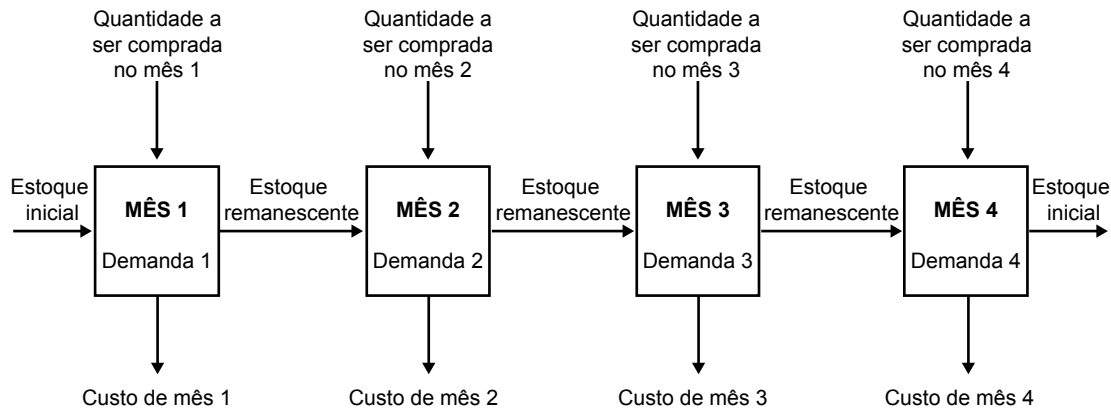 Quantidade a
ser comprada
no mês 1
Quantidade a
ser comprada
no mês 2
Quantidade a
ser comprada
no mês 3
Quantidade a
ser comprada
no mês 4
Estoque
inicial
MÊS 1
Demanda 1
Estoque
remanescente
MÊS 2
Demanda 2
Estoque
remanescente
MÊS 3
Demanda 3
Estoque
remanescente
MÊS 4
Demanda 4
Estoque
inicial
Custo de mês 1
Custo de mês 2
Custo de mês 3
Custo de mês 4